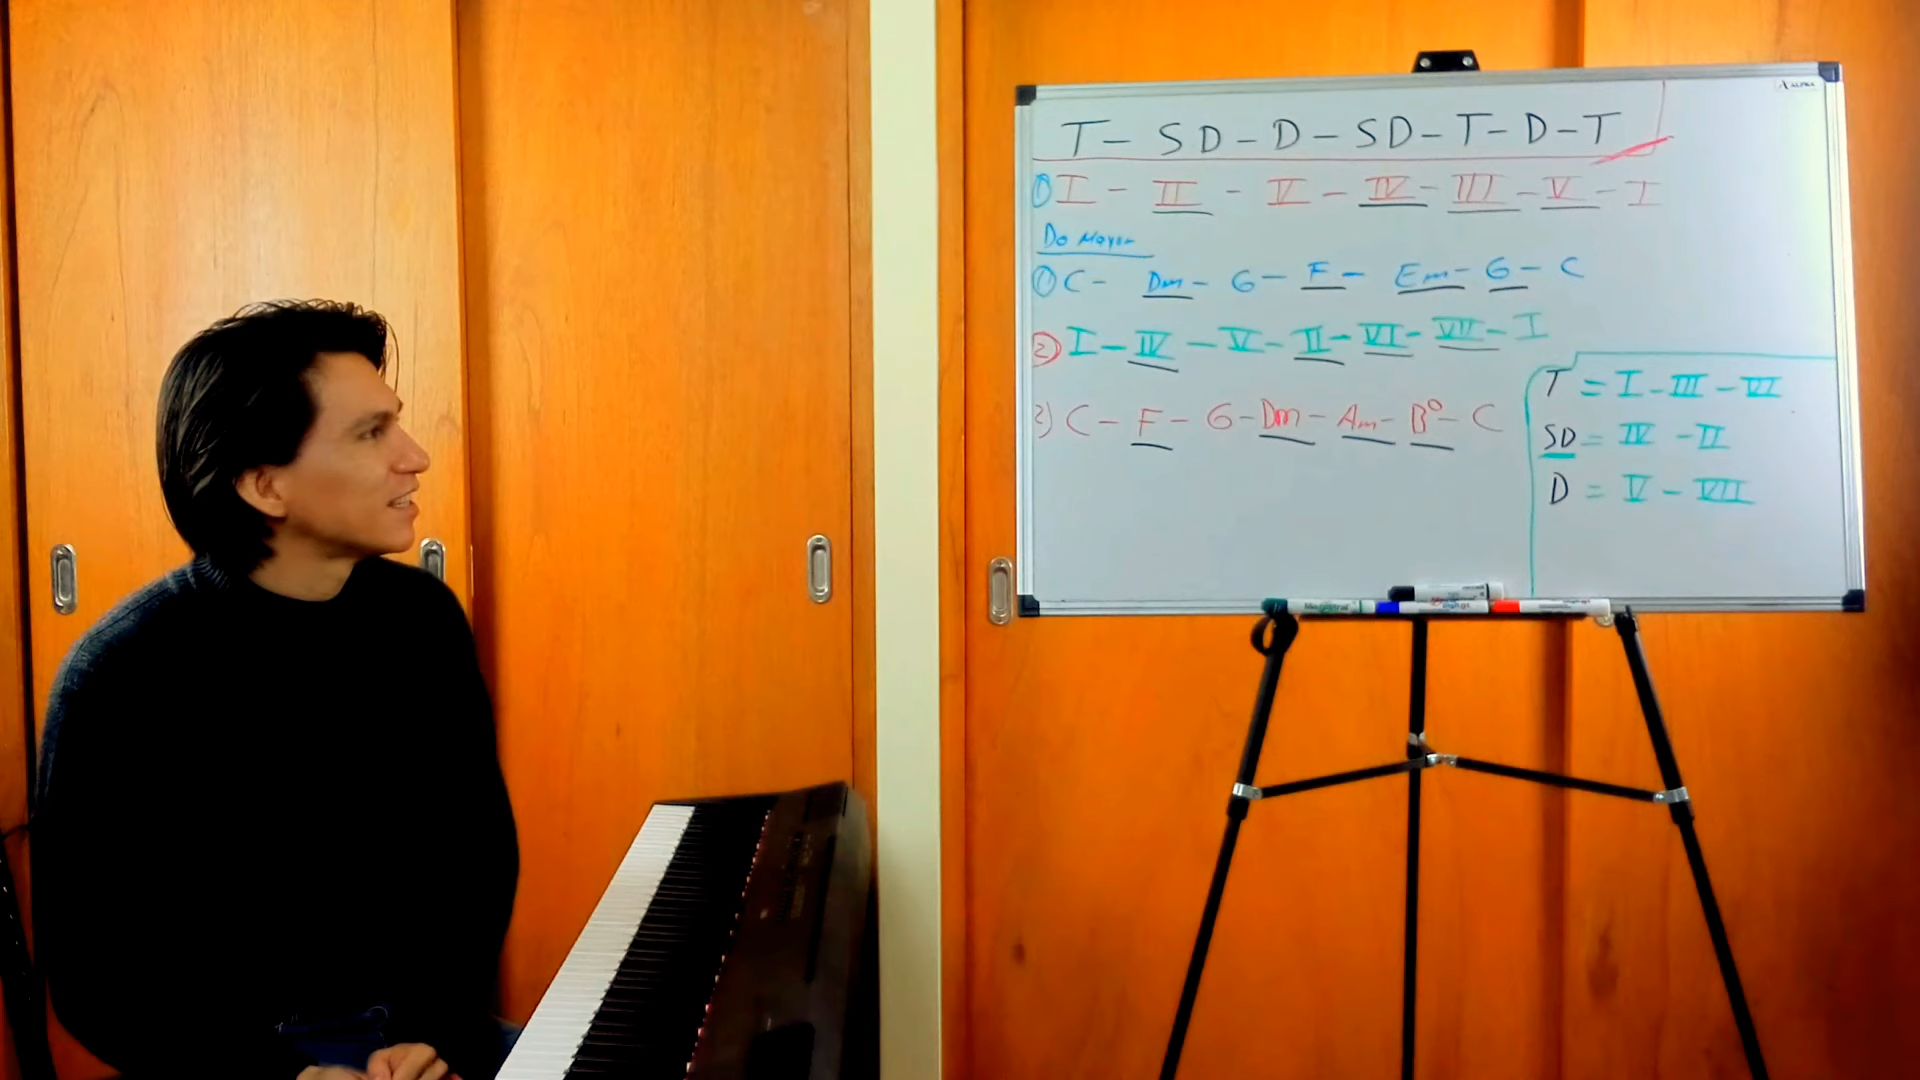 T - SD - D - SD - T - D - T
1) I - II - V - IV - III - V - I
Do Mayor
1) C - Dm - G - F - Em - G - C
2) I - IV - V - II - VI - VII - I
2) C - F - G - Dm - Am - B° - C
T = I - III - VI
SD = IV - II
D = V - VII